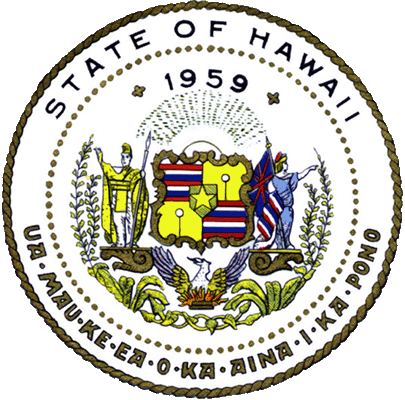 STATE OF HAWAII
1959
UA·MAU·KE·EA·O·KA·AINA·I·KA·PONO